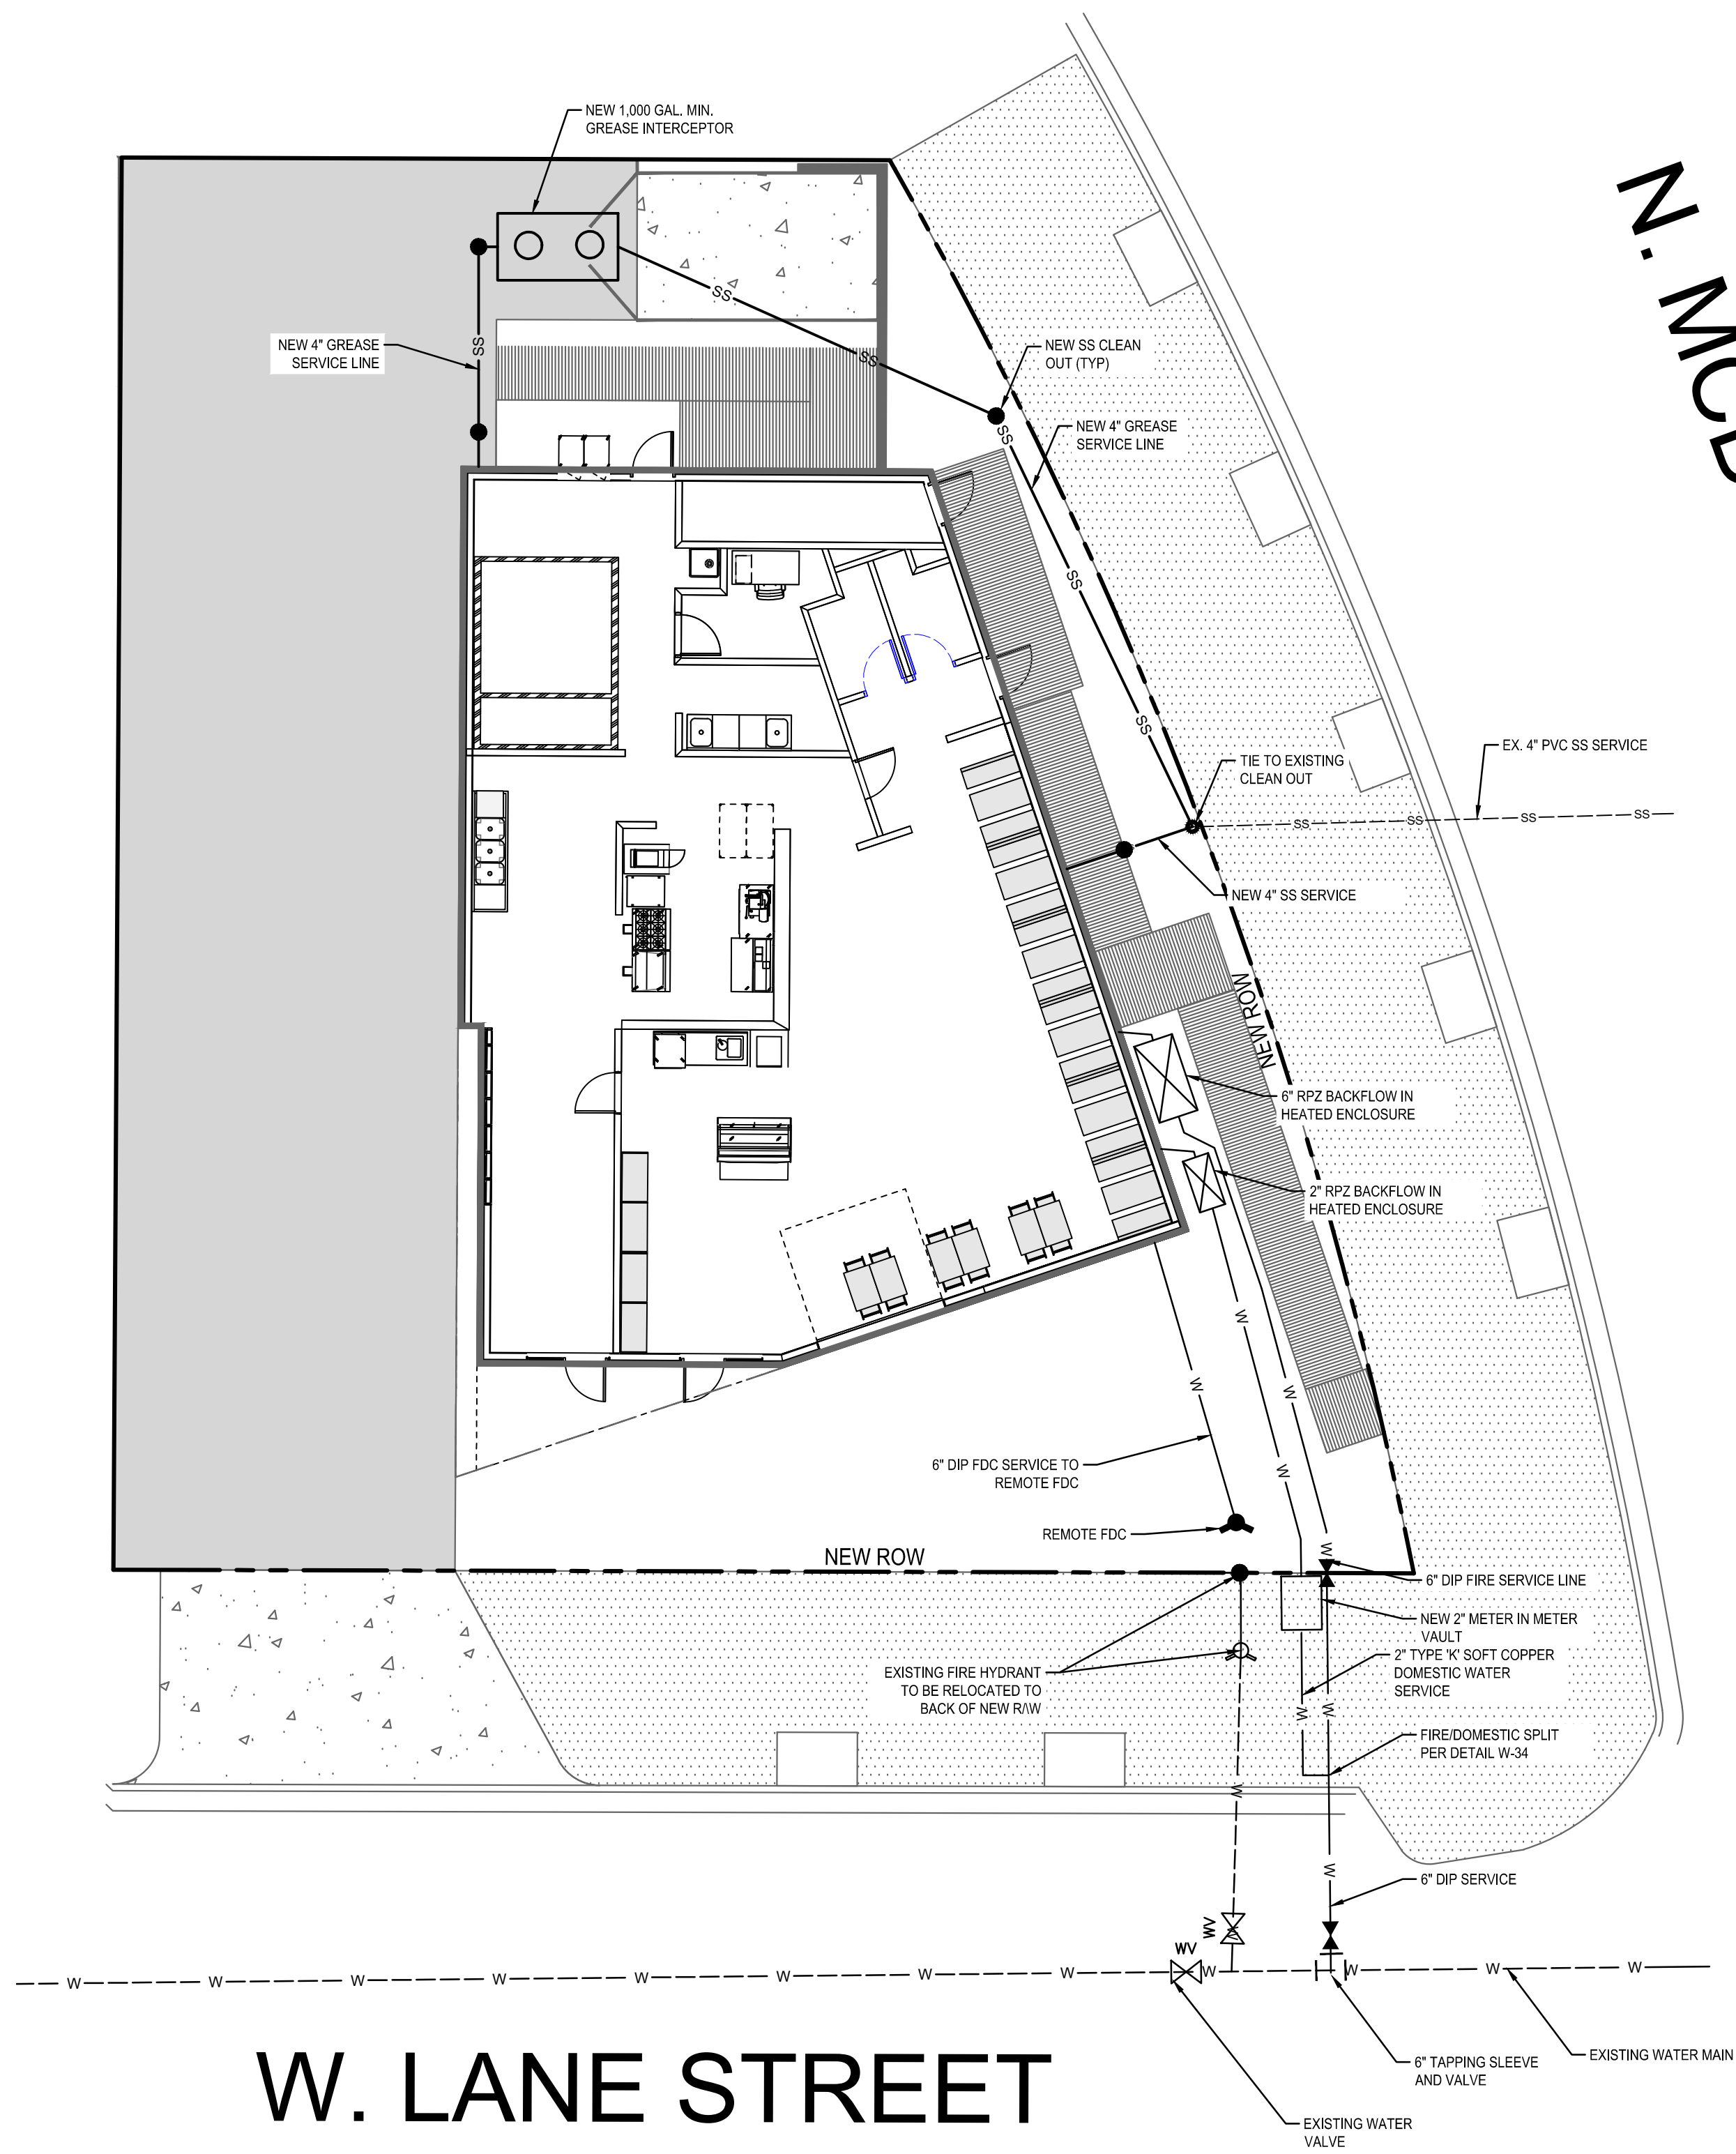 NEW 1,000 GAL. MIN.
GREASE INTERCEPTOR
N. MCD
NEW 4" GREASE
SERVICE LINE
SS
SS
SS
NEW SS CLEAN
OUT (TYP)
SS
NEW 4" GREASE
SERVICE LINE
SS
SS
EX. 4" PVC SS SERVICE
TIE TO EXISTING
CLEAN OUT
SS
SS
SS
SS
NEW 4" SS SERVICE
NEW ROW
6" RPZ BACKFLOW IN
HEATED ENCLOSURE
2" RPZ BACKFLOW IN
HEATED ENCLOSURE
W
W
W
W
W
6" DIP FDC SERVICE TO
REMOTE FDC
REMOTE FDC
NEW ROW
6" DIP FIRE SERVICE LINE
NEW 2" METER IN METER
VAULT
2" TYPE 'K' SOFT COPPER
DOMESTIC WATER
SERVICE
EXISTING FIRE HYDRANT
TO BE RELOCATED TO
BACK OF NEW R/W
W
W
FIRE/DOMESTIC SPLIT
PER DETAIL W-34
W
W
6" DIP SERVICE
WV
W
WV
W
W
W
W
W
W
W
W
W
W
W
W
EXISTING WATER MAIN
6" TAPPING SLEEVE
AND VALVE
W. LANE STREET
EXISTING WATER
VALVE